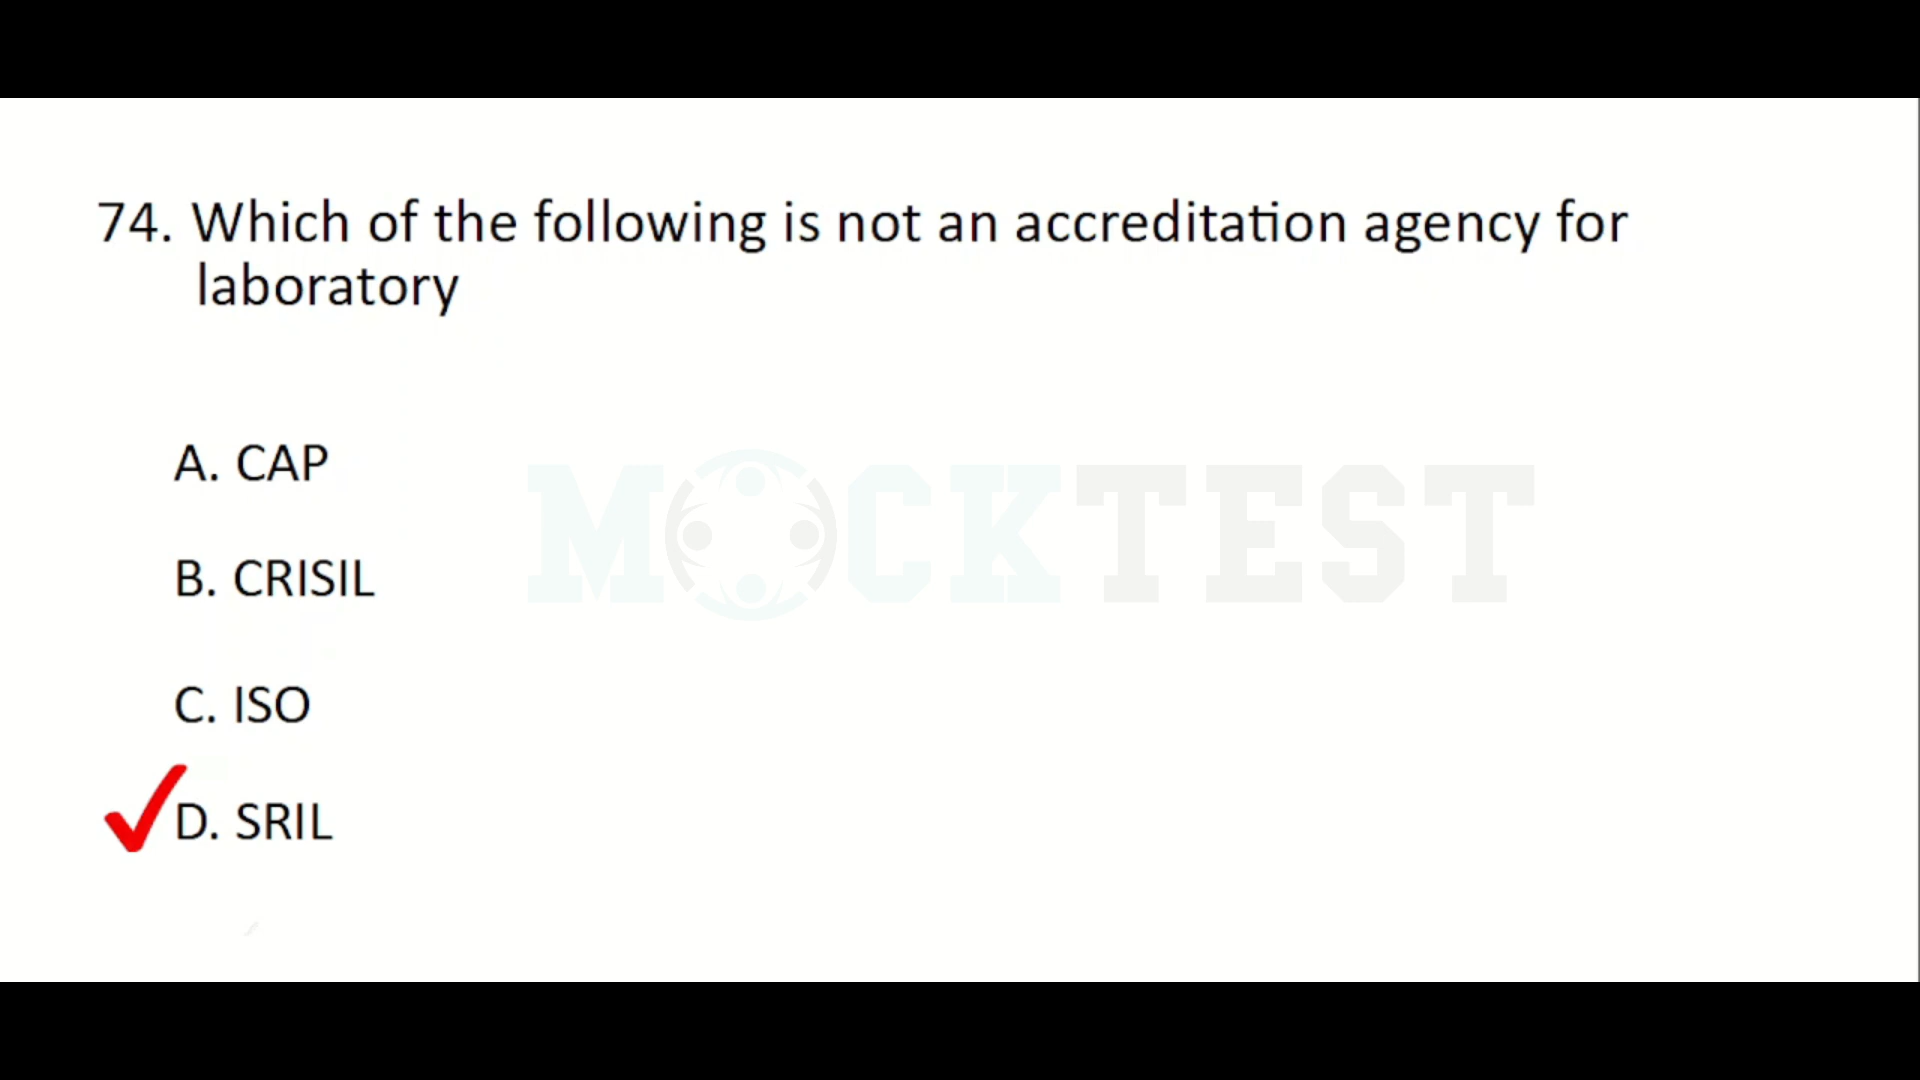 74. Which of the following is not an accreditation agency for
laboratory
A. CAP
B. CRISIL
MOCKTEST
C. ISO
D. SRIL